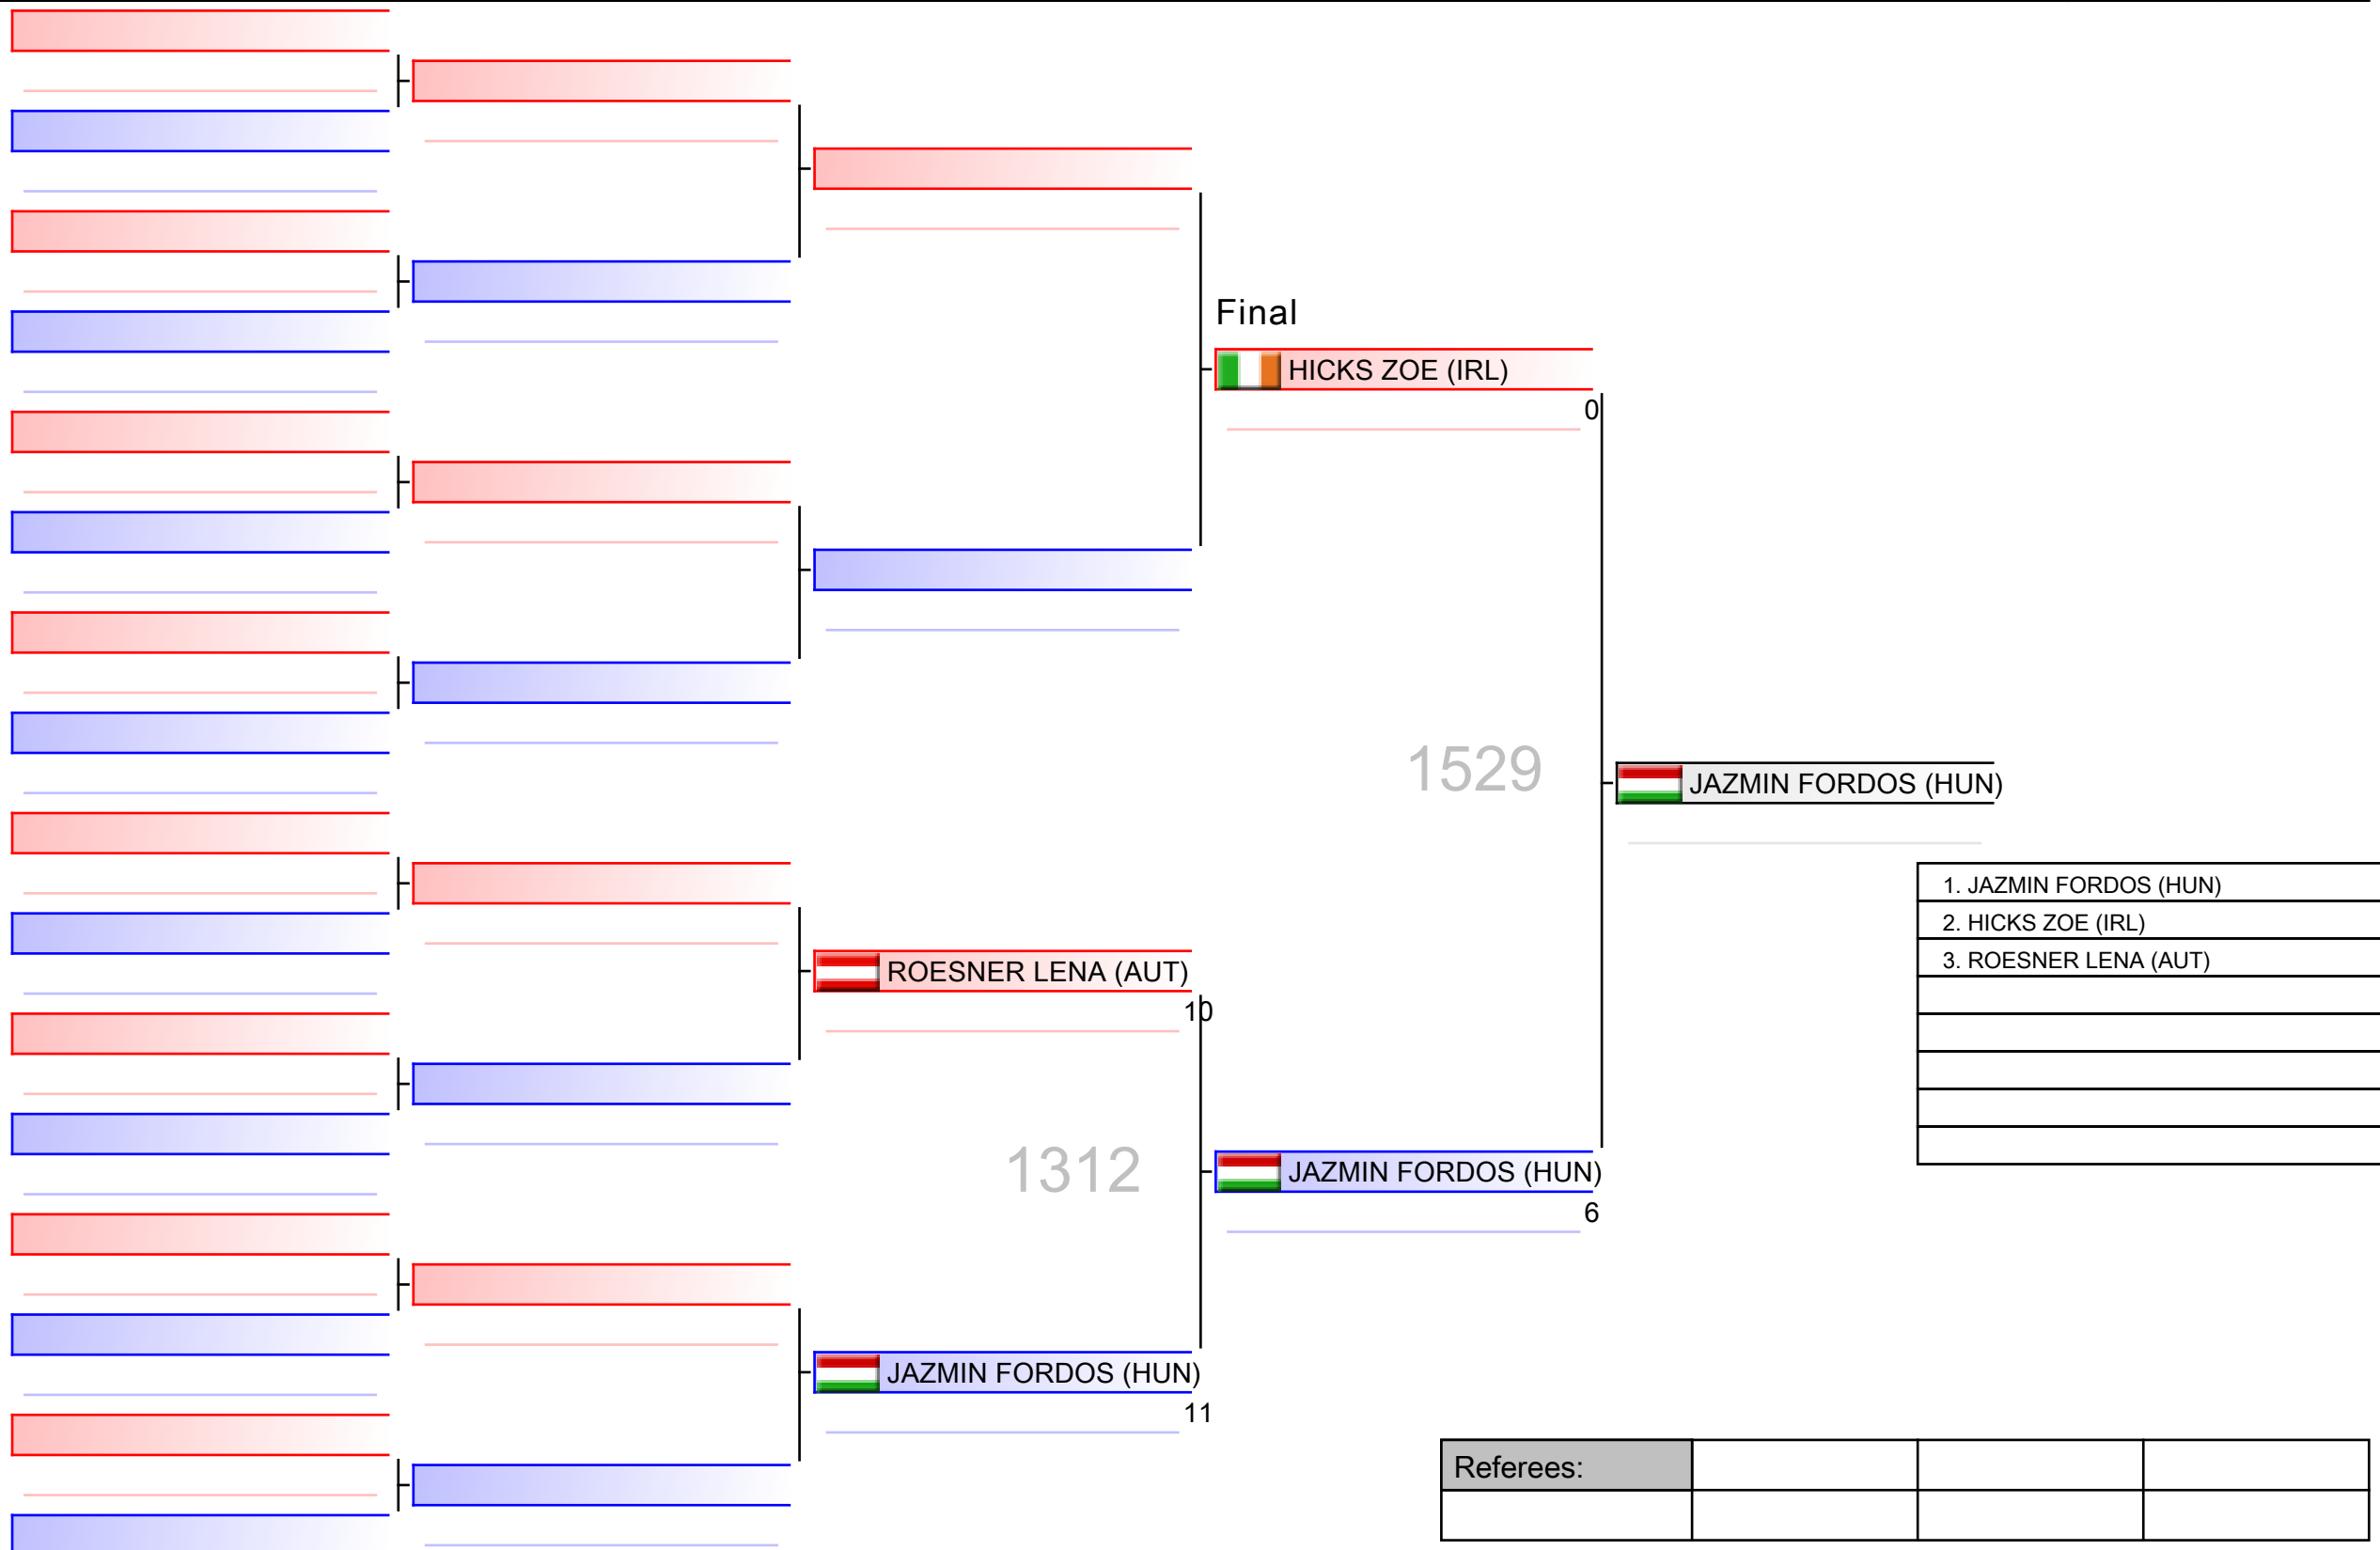 Final
HICKS ZOE (IRL)
0
1529
JAZMIN FORDOS (HUN)
1. JAZMIN FORDOS (HUN)
2. HICKS ZOE (IRL)
3. ROESNER LENA (AUT)
ROESNER LENA (AUT)
10
1312
JAZMIN FORDOS (HUN)
6
JAZMIN FORDOS (HUN)
11
Referees: